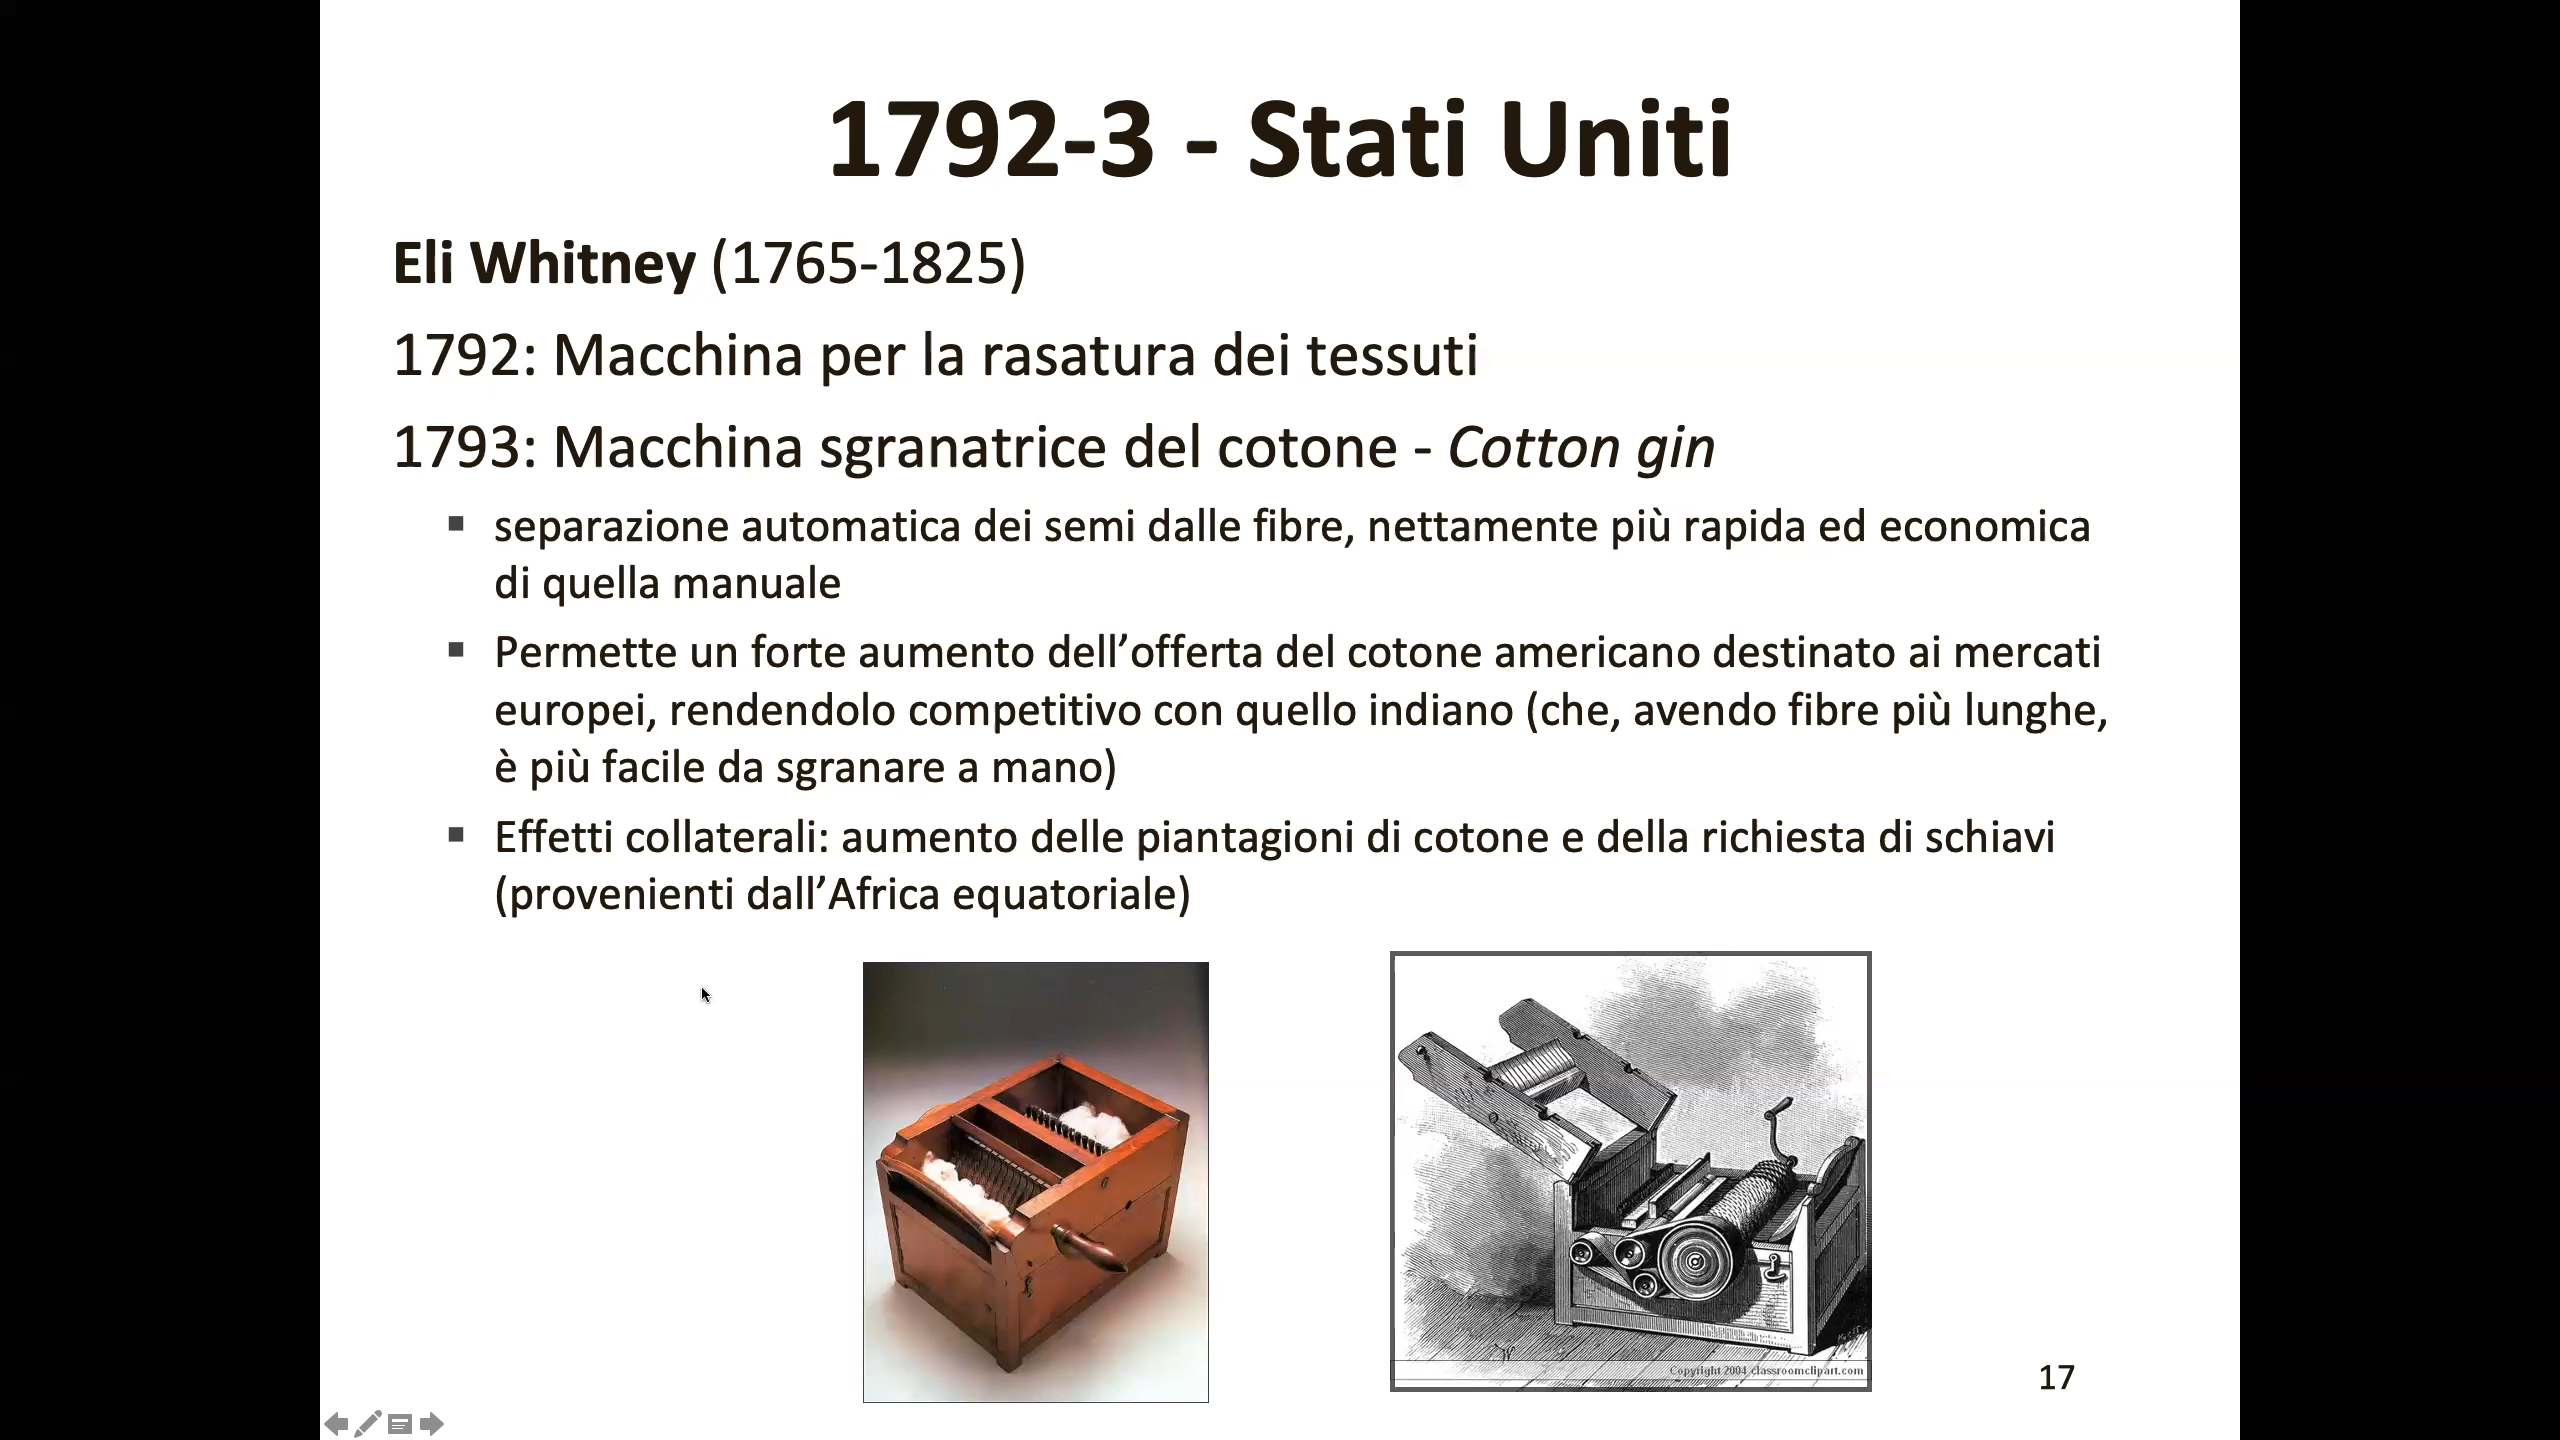 1792-3 - Stati Uniti
Eli Whitney (1765-1825)
1792: Macchina per la rasatura dei tessuti
1793: Macchina sgranatrice del cotone - Cotton gin
▪ separazione automatica dei semi dalle fibre, nettamente più rapida ed economica
di quella manuale
▪ Permette un forte aumento dell’offerta del cotone americano destinato ai mercati
europei, rendendolo competitivo con quello indiano (che, avendo fibre più lunghe,
è più facile da sgranare a mano)
▪ Effetti collaterali: aumento delle piantagioni di cotone e della richiesta di schiavi
(provenienti dall’Africa equatoriale)
Copyright 2004 classroomclipart.com
17